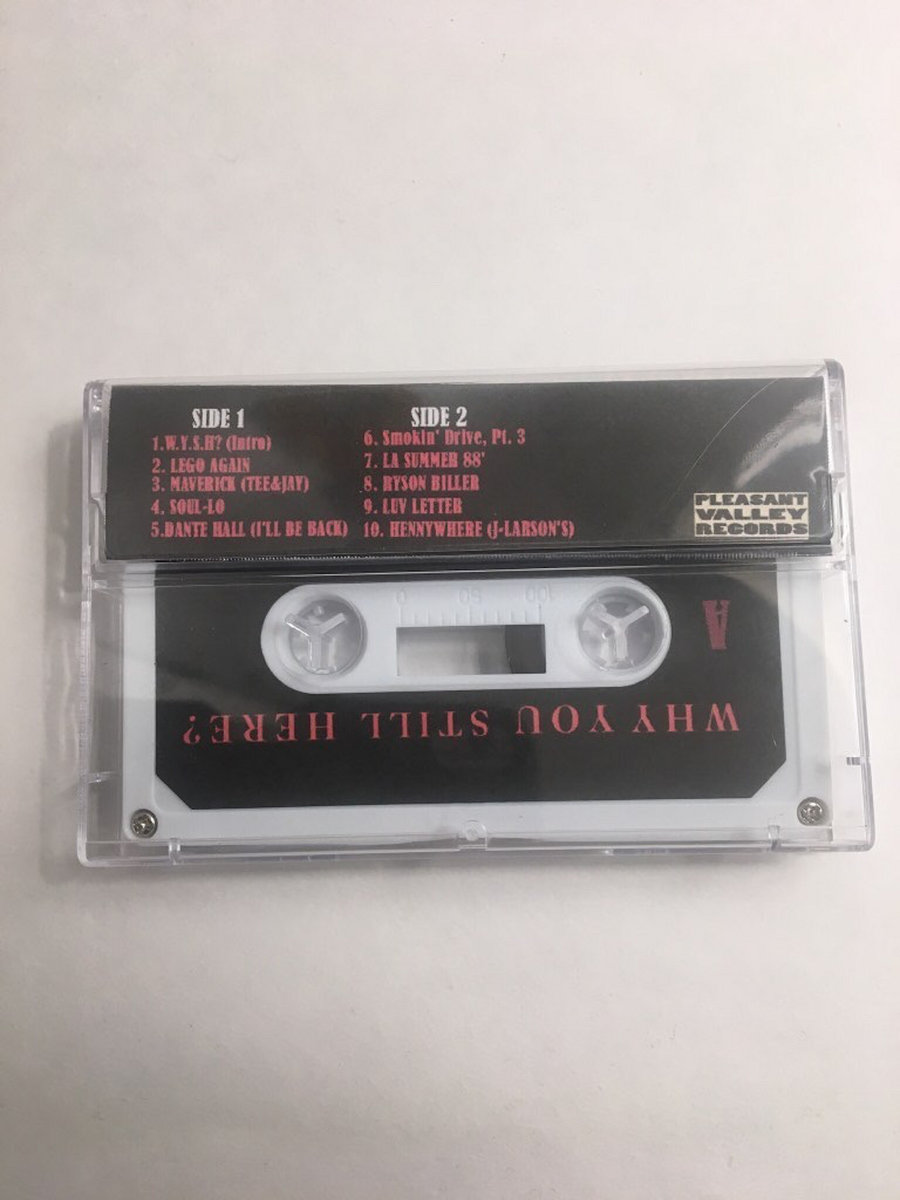 SIDE 1
1.W.Y.S.H? (Intro)
2. LEGO AGAIN
3. MAVERICK (TEE&JAY)
4. SOUL-LO
5.DANTE HALL (I'LL BE BACK)
SIDE 2
6. Smokin' Drive, Pt. 3
7. LA SUMMER 88'
8. RYSON BILLER
9. LUV LETTER
10. HENNYWHERE (J-LARSON'S)
PLEASANT
VALLEY
RECORDS
0 50 100
A
WHY YOU STILL HERE?